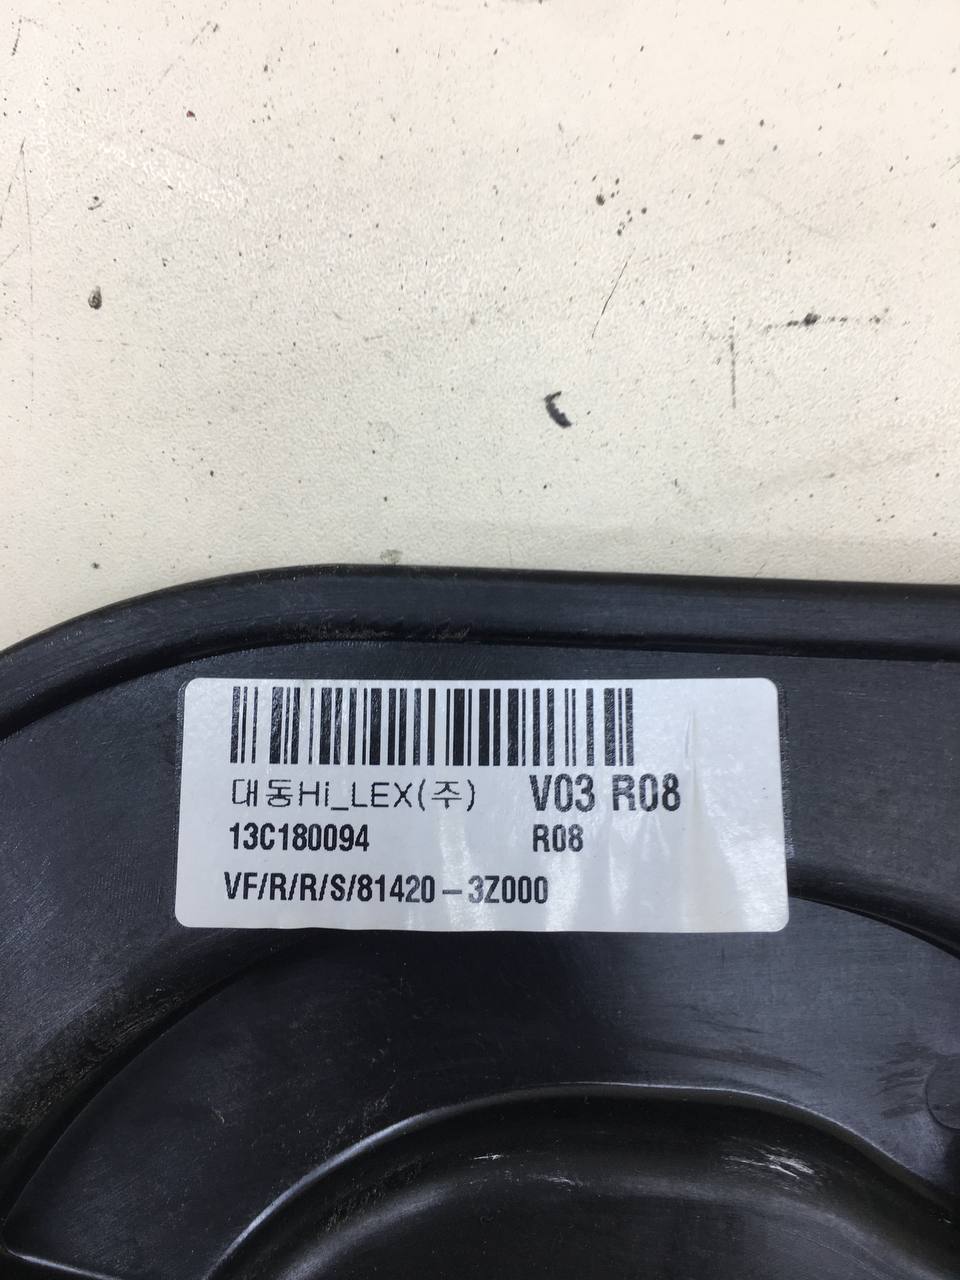 대동Hi_LEX(주) V03 R08
13C180094 R08
VF/R/R/S/81420-3Z000